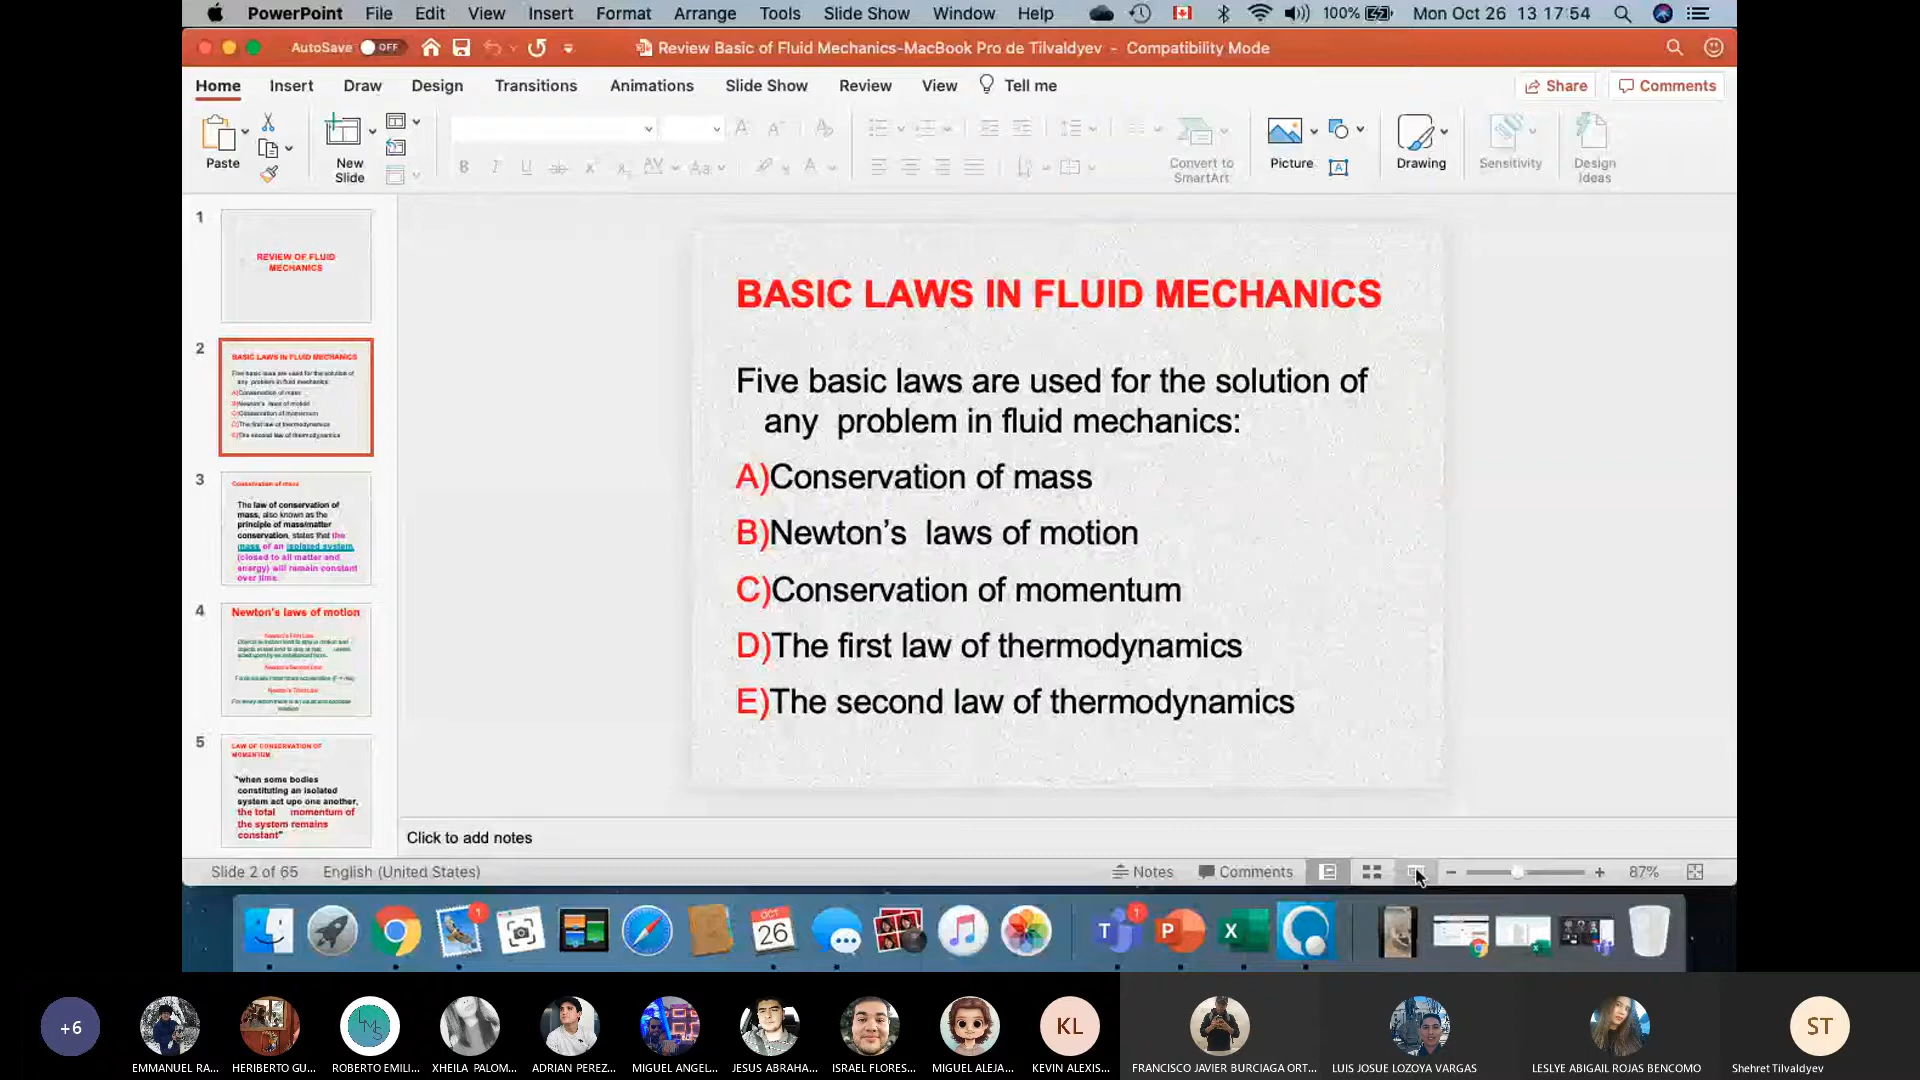 PowerPoint File Edit View Insert Format Arrange Tools Slide Show Window Help 100% Mon Oct 26 13 17:54
AutoSave OFF Review Basic of Fluid Mechanics-MacBook Pro de Tilvaldyev - Compatibility Mode
Home Insert Draw Design Transitions Animations Slide Show Review View Tell me Share Comments
Paste New Slide Convert to SmartArt Picture Drawing Sensitivity Design Ideas
1
REVIEW OF FLUID
MECHANICS
2
BASIC LAWS IN FLUID MECHANICS
Five basic laws are used for the solution of
any problem in fluid mechanics:
A)Conservation of mass
B)Newton's laws of motion
C)Conservation of momentum
D)The first law of thermodynamics
E)The second law of thermodynamics
3
Conservation of mass
The law of conservation of
mass, also known as the
principle of mass/matter
conservation, states that the
mass of an isolated system
(closed to all matter and
energy) will remain constant
over time.
4
Newton's laws of motion
Newton's First Law
Newton's Second Law
Newton's Third Law
5
LAW OF CONSERVATION OF
MOMENTUM
"when some bodies
constituting an isolated
system act upo one another,
the total momentum of
the system remains
constant"
BASIC LAWS IN FLUID MECHANICS
Five basic laws are used for the solution of
any  problem in fluid mechanics:
A)Conservation of mass
B)Newton’s  laws of motion
C)Conservation of momentum
D)The first law of thermodynamics
E)The second law of thermodynamics
Click to add notes
Slide 2 of 65 English (United States) Notes Comments 87%
1 OCT 26 1 T P X
+6 LMS KL ST
EMMANUEL RA... HERIBERTO GU... ROBERTO EMILI... XHEILA PALOM... ADRIAN PEREZ... MIGUEL ANGEL... JESUS ABRAHA... ISRAEL FLORES... MIGUEL ALEJA... KEVIN ALEXIS... FRANCISCO JAVIER BURCIAGA ORT... LUIS JOSUE LOZOYA VARGAS LESLYE ABIGAIL ROJAS BENCOMO Shehret Tilvaldyev